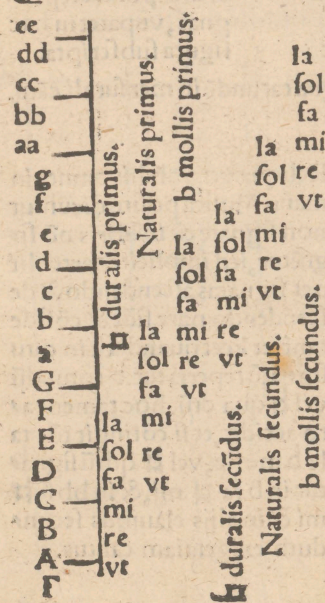 ee
dd
cc
bb
aa
g
f
e
d
c
b
a
G
F
E
D
C
B
A
Γ
♮ duralis primus.
la
ſol
fa
mi
re
vt
Naturalis primus.
la
ſol
fa
mi
re
vt
b mollis primus.
la
ſol
fa
mi
re
vt
la
ſol
fa
mi
re
vt
♮ duralis ſecūdus.
la
ſol
fa
mi
re
vt
Naturalis ſecundus.
la
ſol
fa
mi
re
vt
b mollis ſecundus.